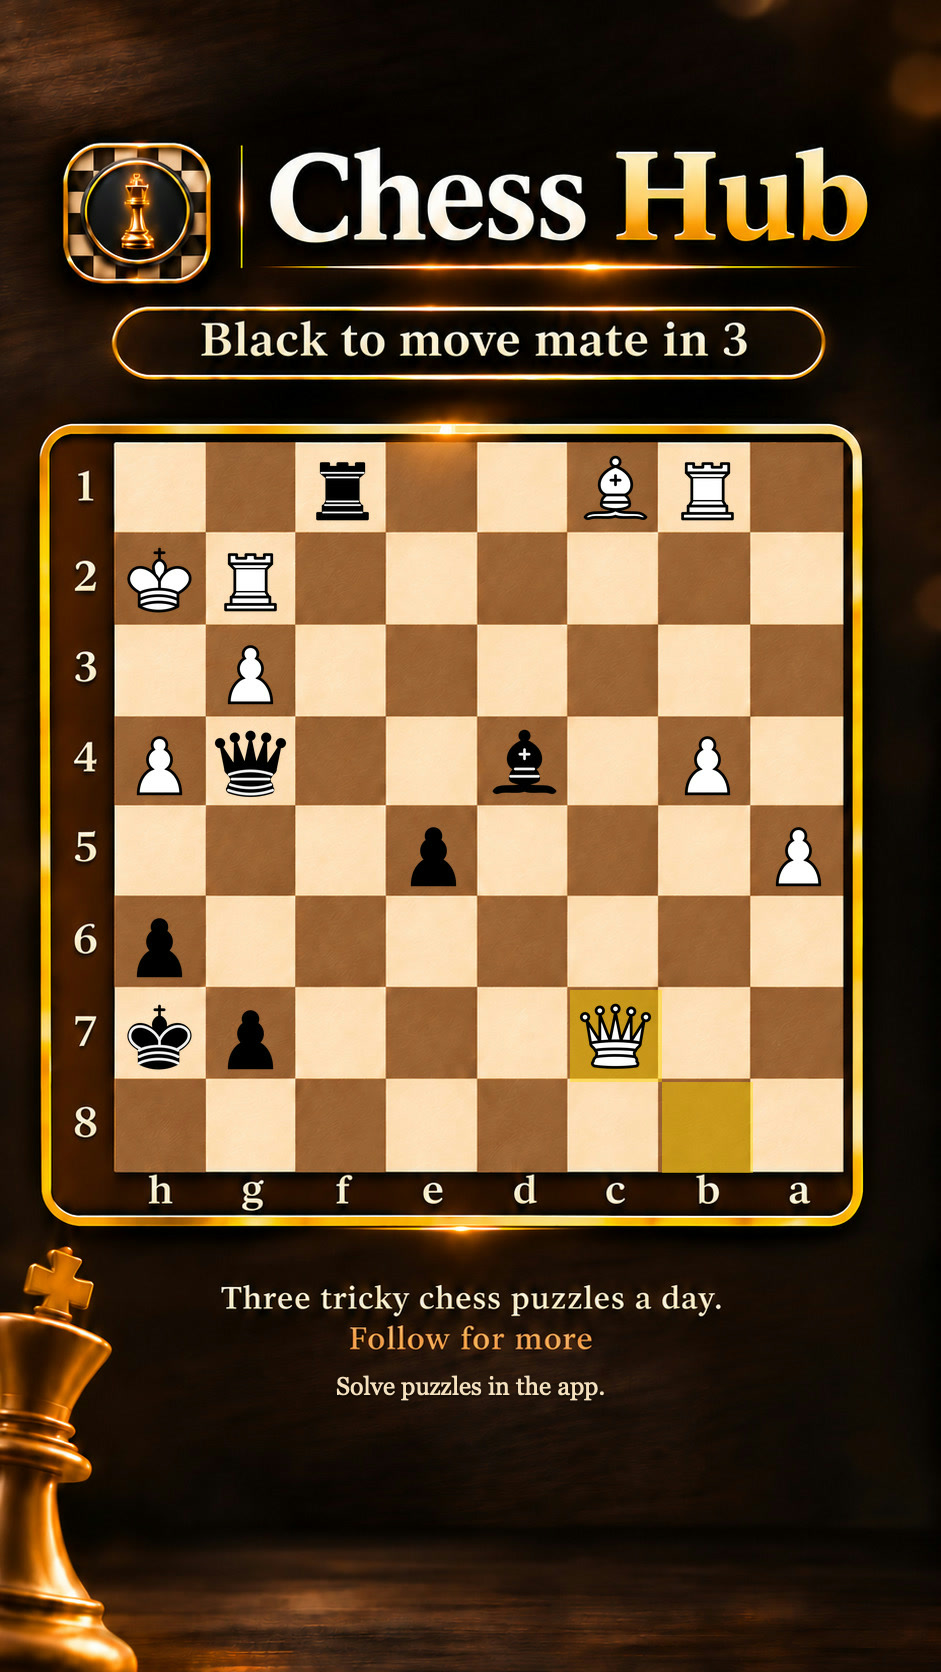 Chess Hub
Black to move mate in 3
1
2
3
4
5
6
7
8
h g f e d c b a
Three tricky chess puzzles a day.
Follow for more
Solve puzzles in the app.